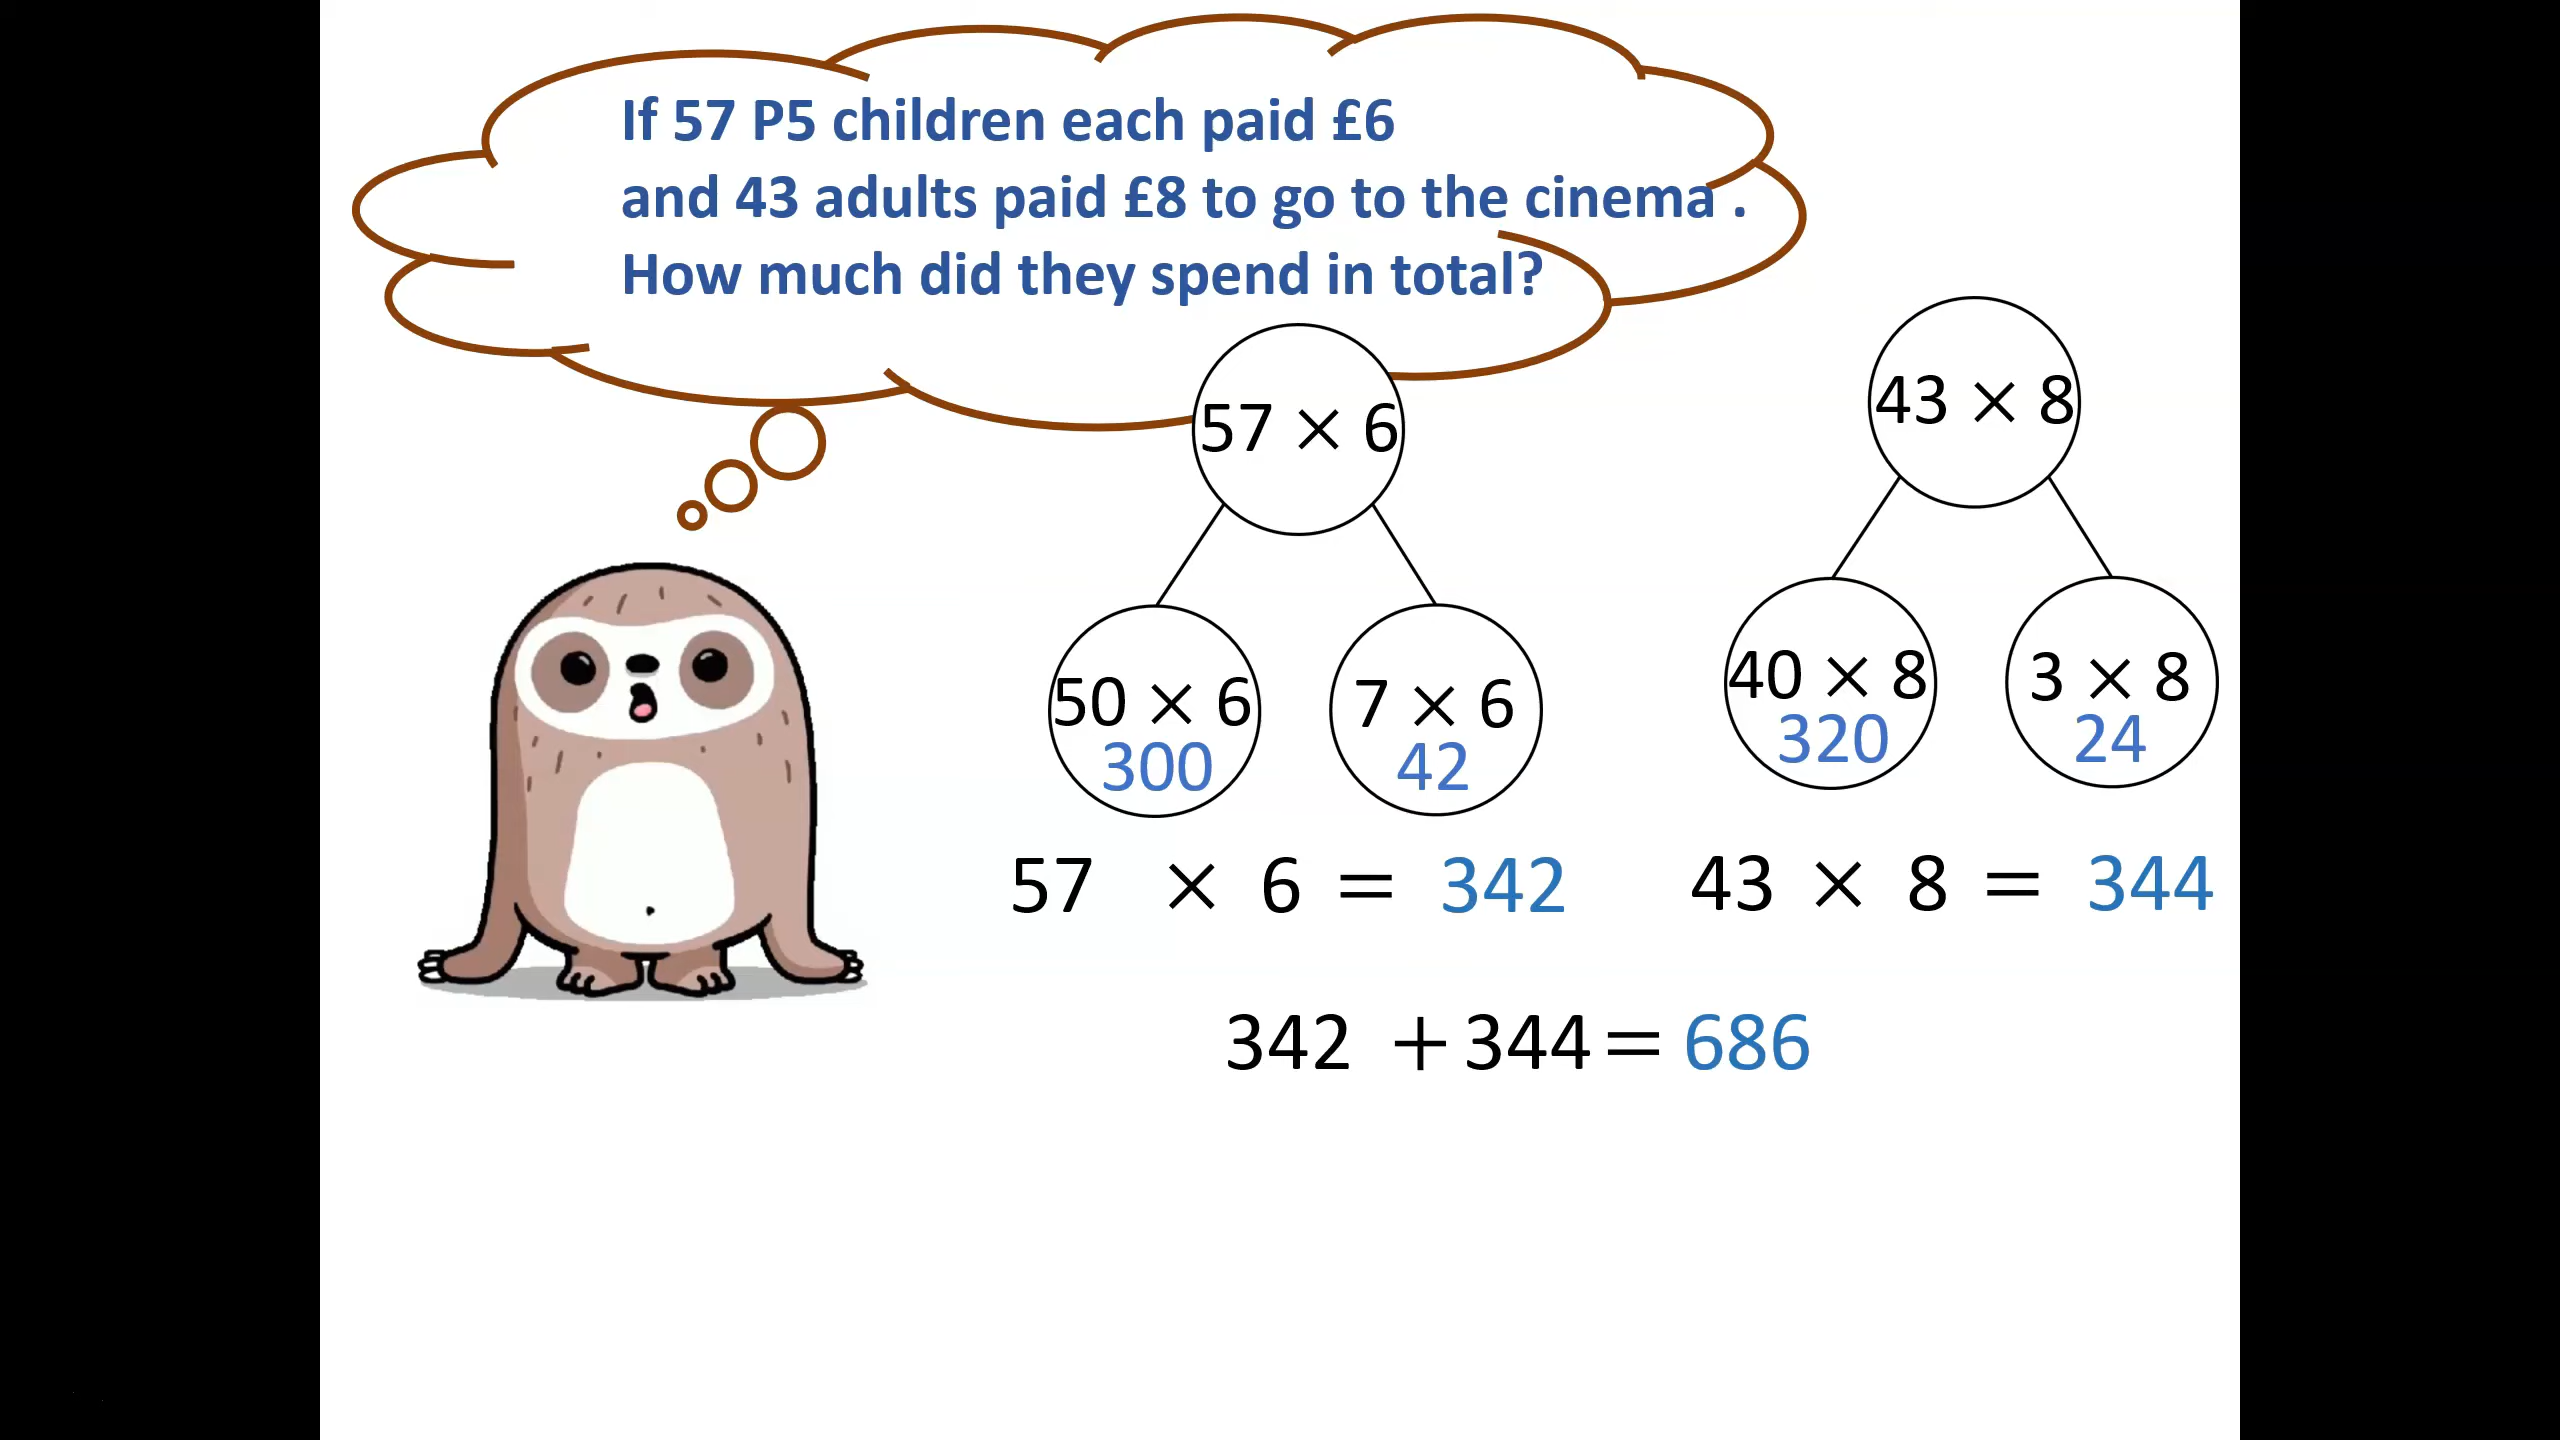 If 57 P5 children each paid £6
and 43 adults paid £8 to go to the cinema .
How much did they spend in total?
57 × 6
50 × 6
300
7 × 6
42
43 × 8
40 × 8
320
3 × 8
24
57 × 6 = 342
43 × 8 = 344
342 + 344 = 686